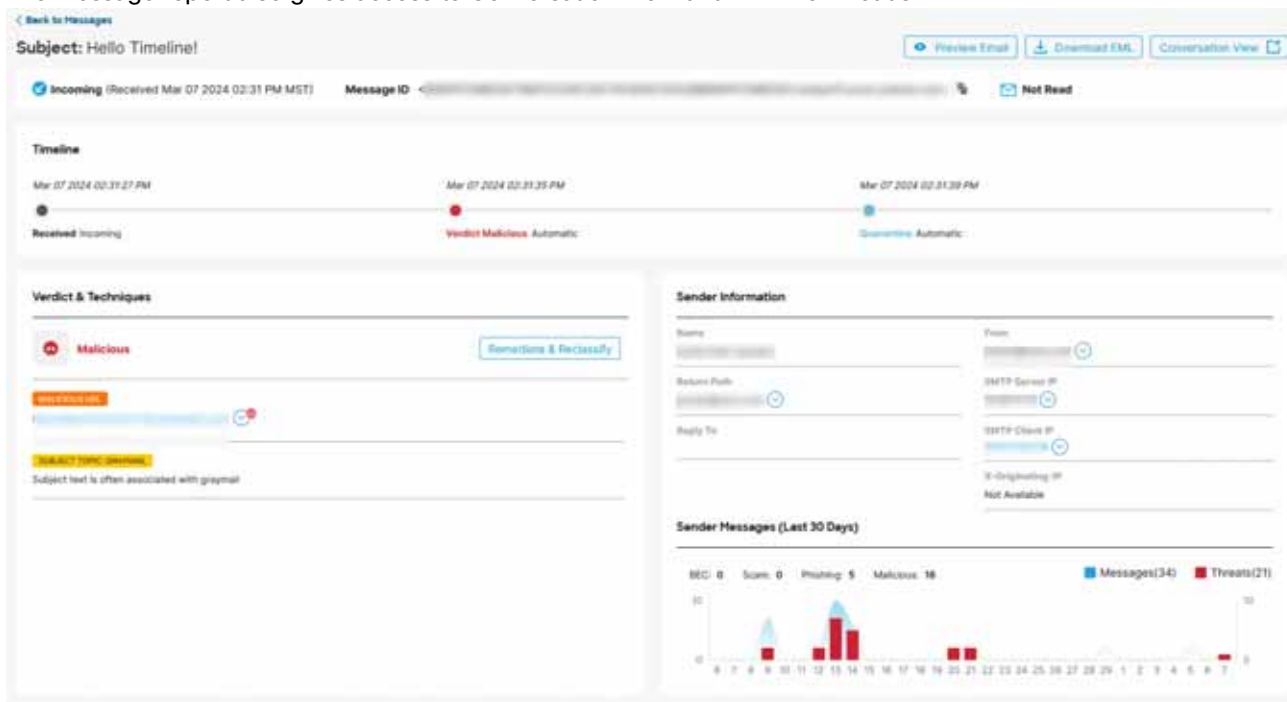 Back to Messages
Subject: Hello Timeline!
Preview Email
Download EML
Conversation View
Incoming (Received Mar 07 2024 02:31 PM MST)
Message ID <
Not Read
Timeline
Mar 07 2024 02:31:27 PM
Mar 07 2024 02:31:35 PM
Mar 07 2024 02:31:39 PM
Received Incoming
Verdict Malicious Automatic
Quarantine Automatic
Verdict & Techniques
Malicious
Remediate & Reclassify
MALICIOUS URL
SUBJECT TOPIC GRAYMAIL
Subject text is often associated with graymail
Sender Information
Name
From
Return Path
SMTP Server IP
Reply To
SMTP Client IP
X-Originating IP
Not Available
Sender Messages (Last 30 Days)
BEC: 0 Scam: 0 Phishing: 5 Malicious: 16
Messages(34) Threats(21)
10
10
0
0
6 7 8 9 10 11 12 13 14 15 16 17 18 19 20 21 22 23 24 25 26 27 28 29 1 2 3 4 5 6 7